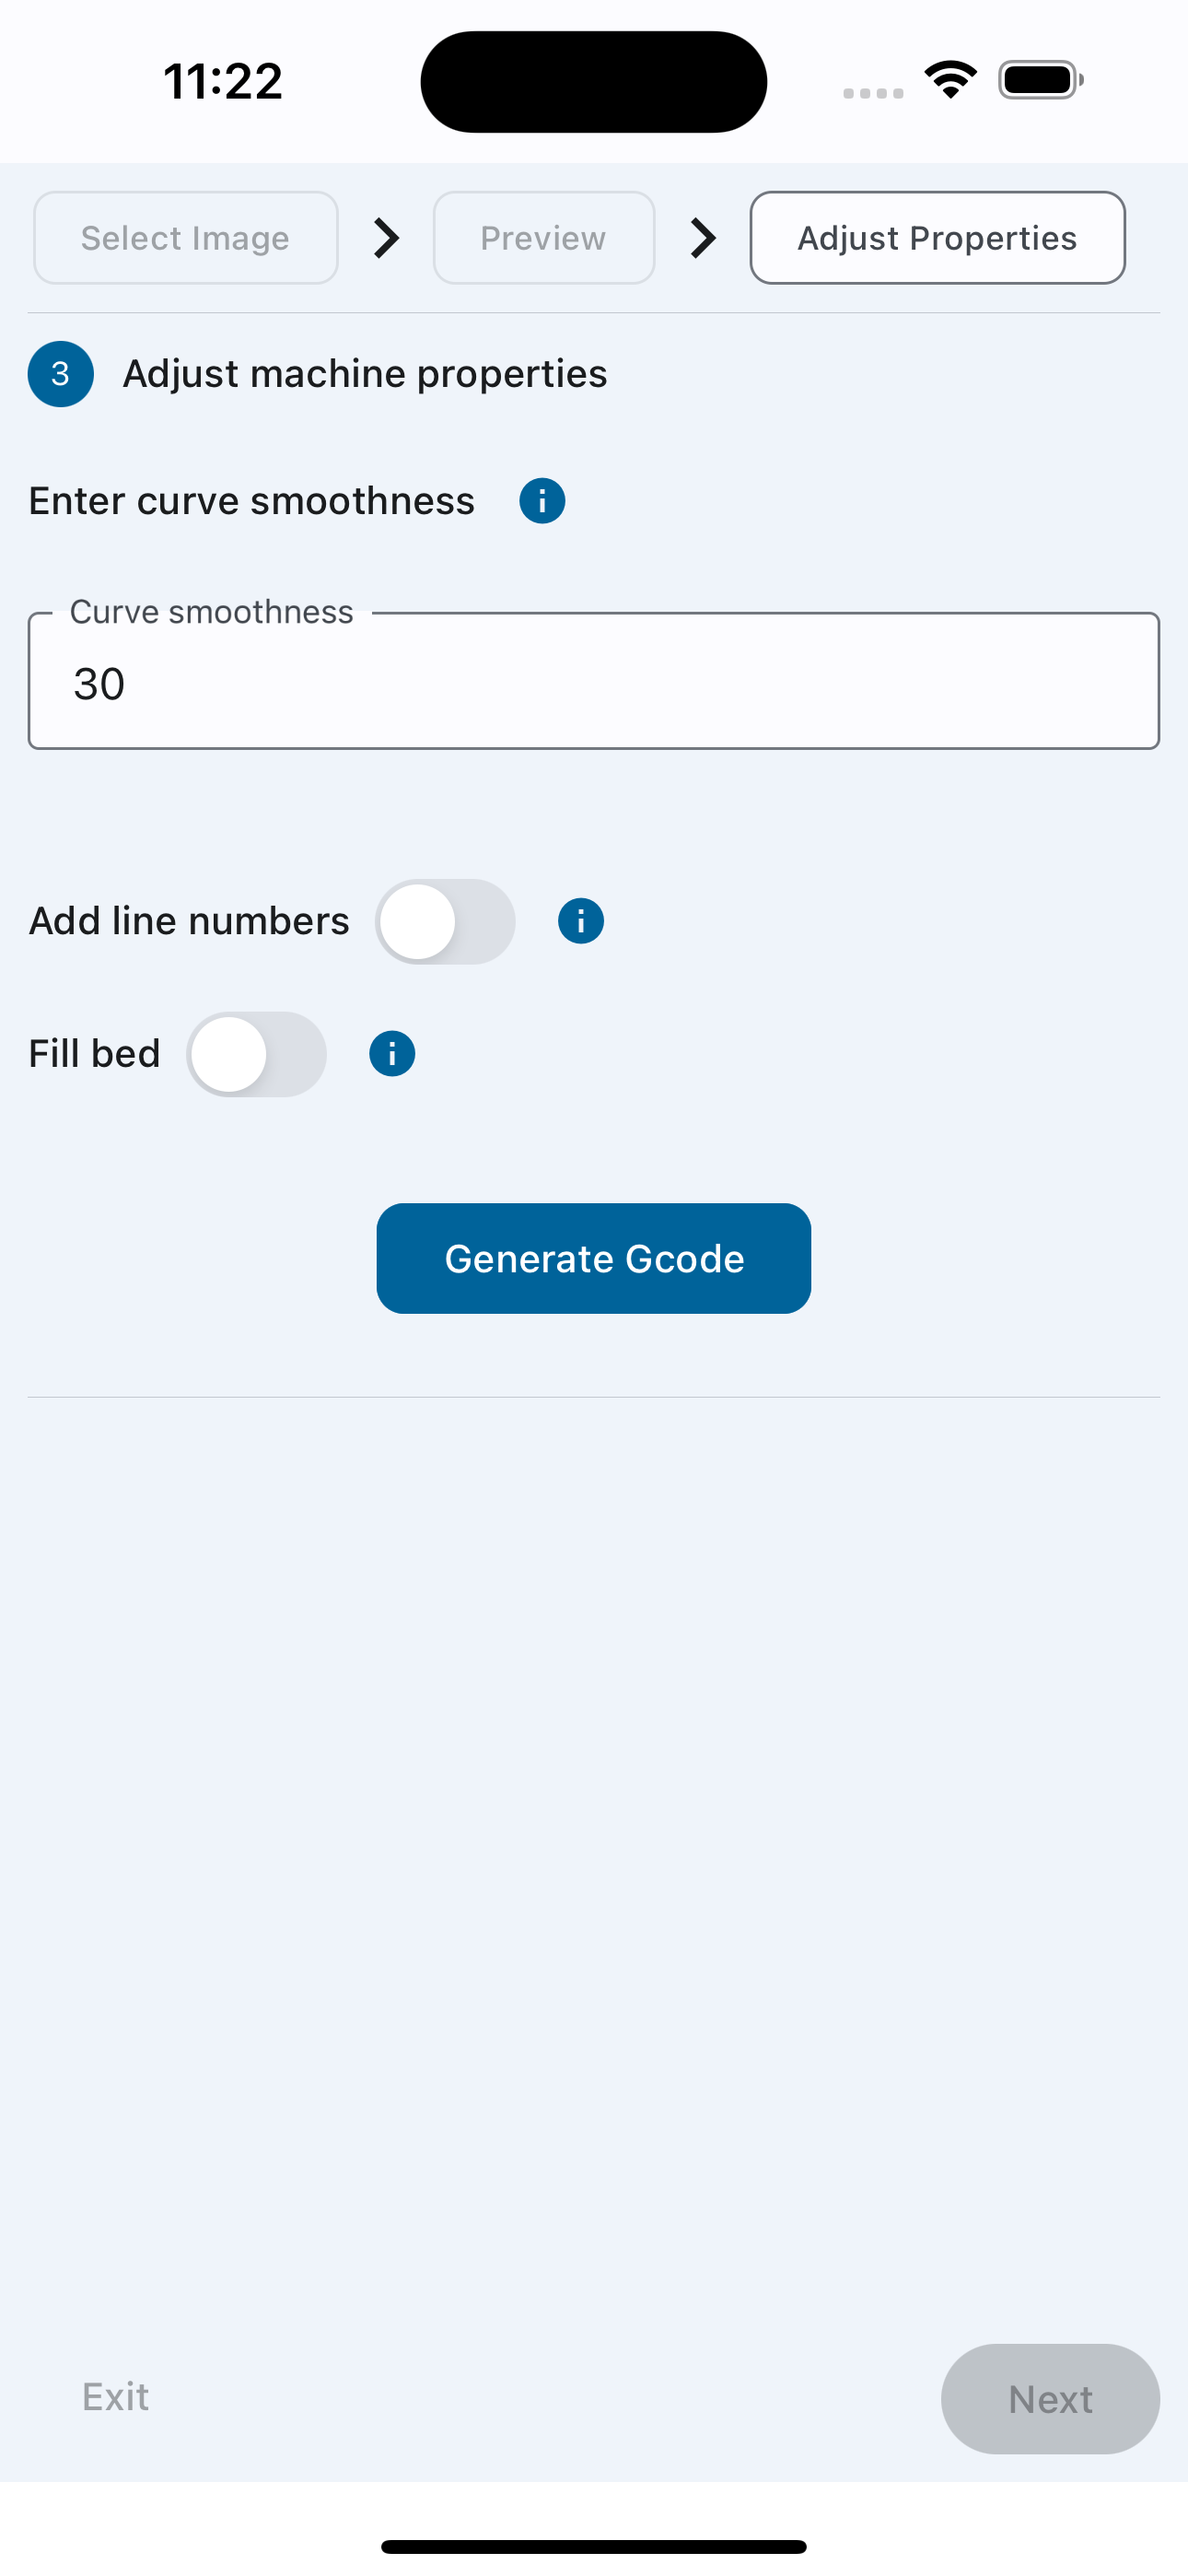 11:22
Select Image
Preview
Adjust Properties
3 Adjust machine properties
Enter curve smoothness
Curve smoothness
30
Add line numbers
Fill bed
Generate Gcode
Exit
Next